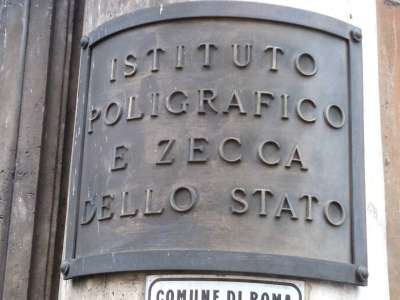 ISTITUTO
POLIGRAFICO
E ZECCA
DELLO STATO
COMUNE DI ROMA